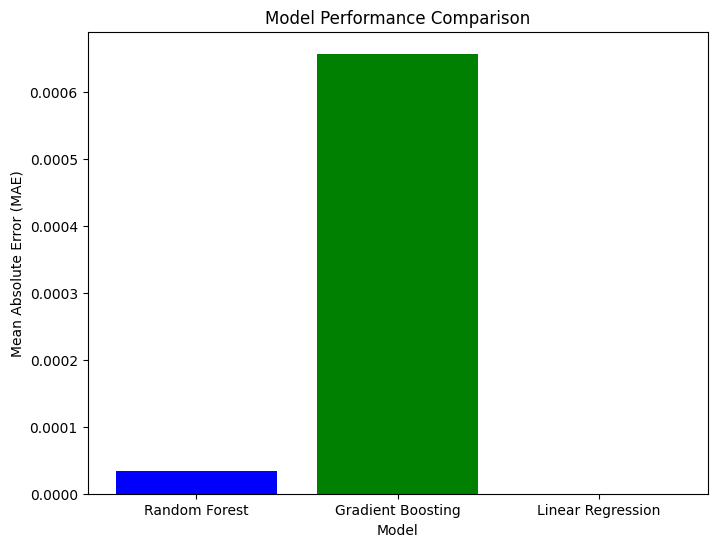 Model Performance Comparison
Mean Absolute Error (MAE)
0.0006
0.0005
0.0004
0.0003
0.0002
0.0001
0.0000
Random Forest
Gradient Boosting
Linear Regression
Model